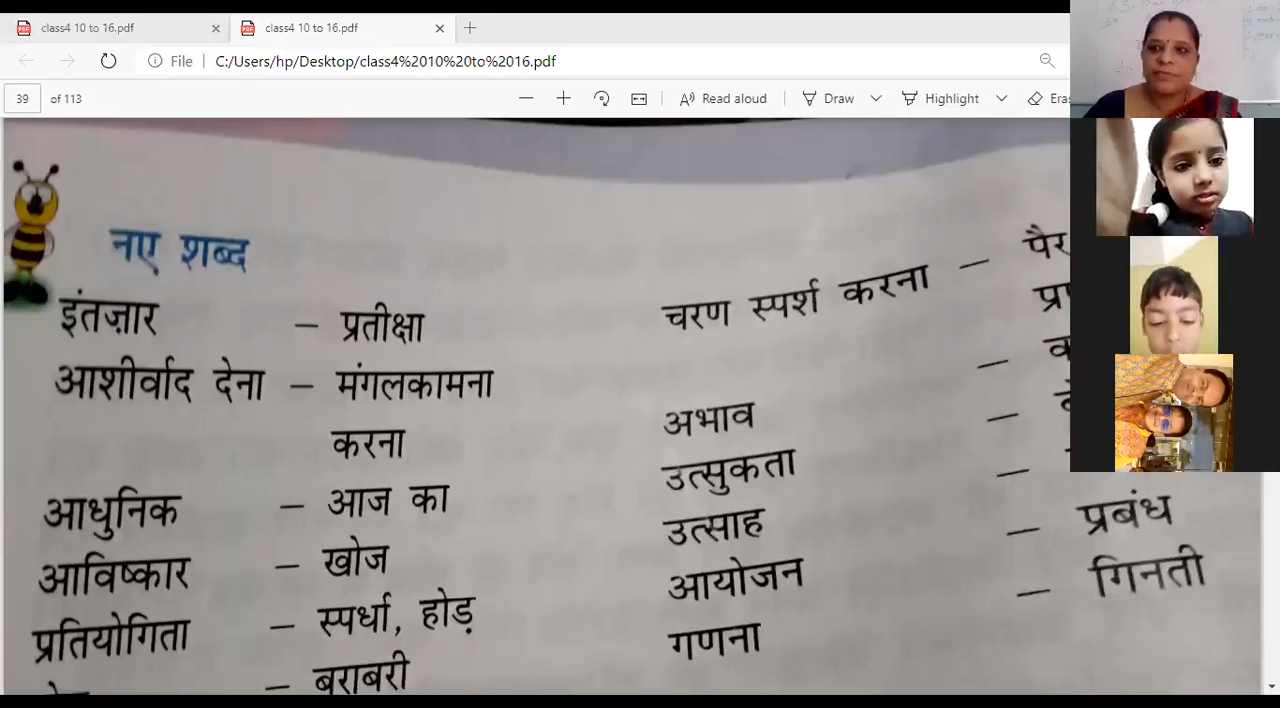 class4 10 to 16.pdf
class4 10 to 16.pdf
File C:/Users/hp/Desktop/class4%2010%20to%2016.pdf
39 of 113 Read aloud Draw Highlight
नए शब्द
इंतज़ार – प्रतीक्षा
आशीर्वाद देना – मंगलकामना
करना
आधुनिक – आज का
आविष्कार – खोज
प्रतियोगिता – स्पर्धा, होड़
– बराबरी
चरण स्पर्श करना – पैर
अभाव –
उत्सुकता –
उत्साह –
आयोजन – प्रबंध
गणना – गिनती